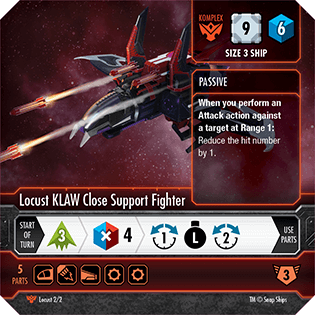 KOMPLEX
9
6
SIZE 3 SHIP
PASSIVE
When you perform an
Attack action against
a target at Range 1:
Reduce the hit number
by 1.
Locust KLAW Close Support Fighter
START OF TURN
3
4
1
L
2
USE PARTS
5
PARTS
3
Locust 2/2
TM © Snap Ships